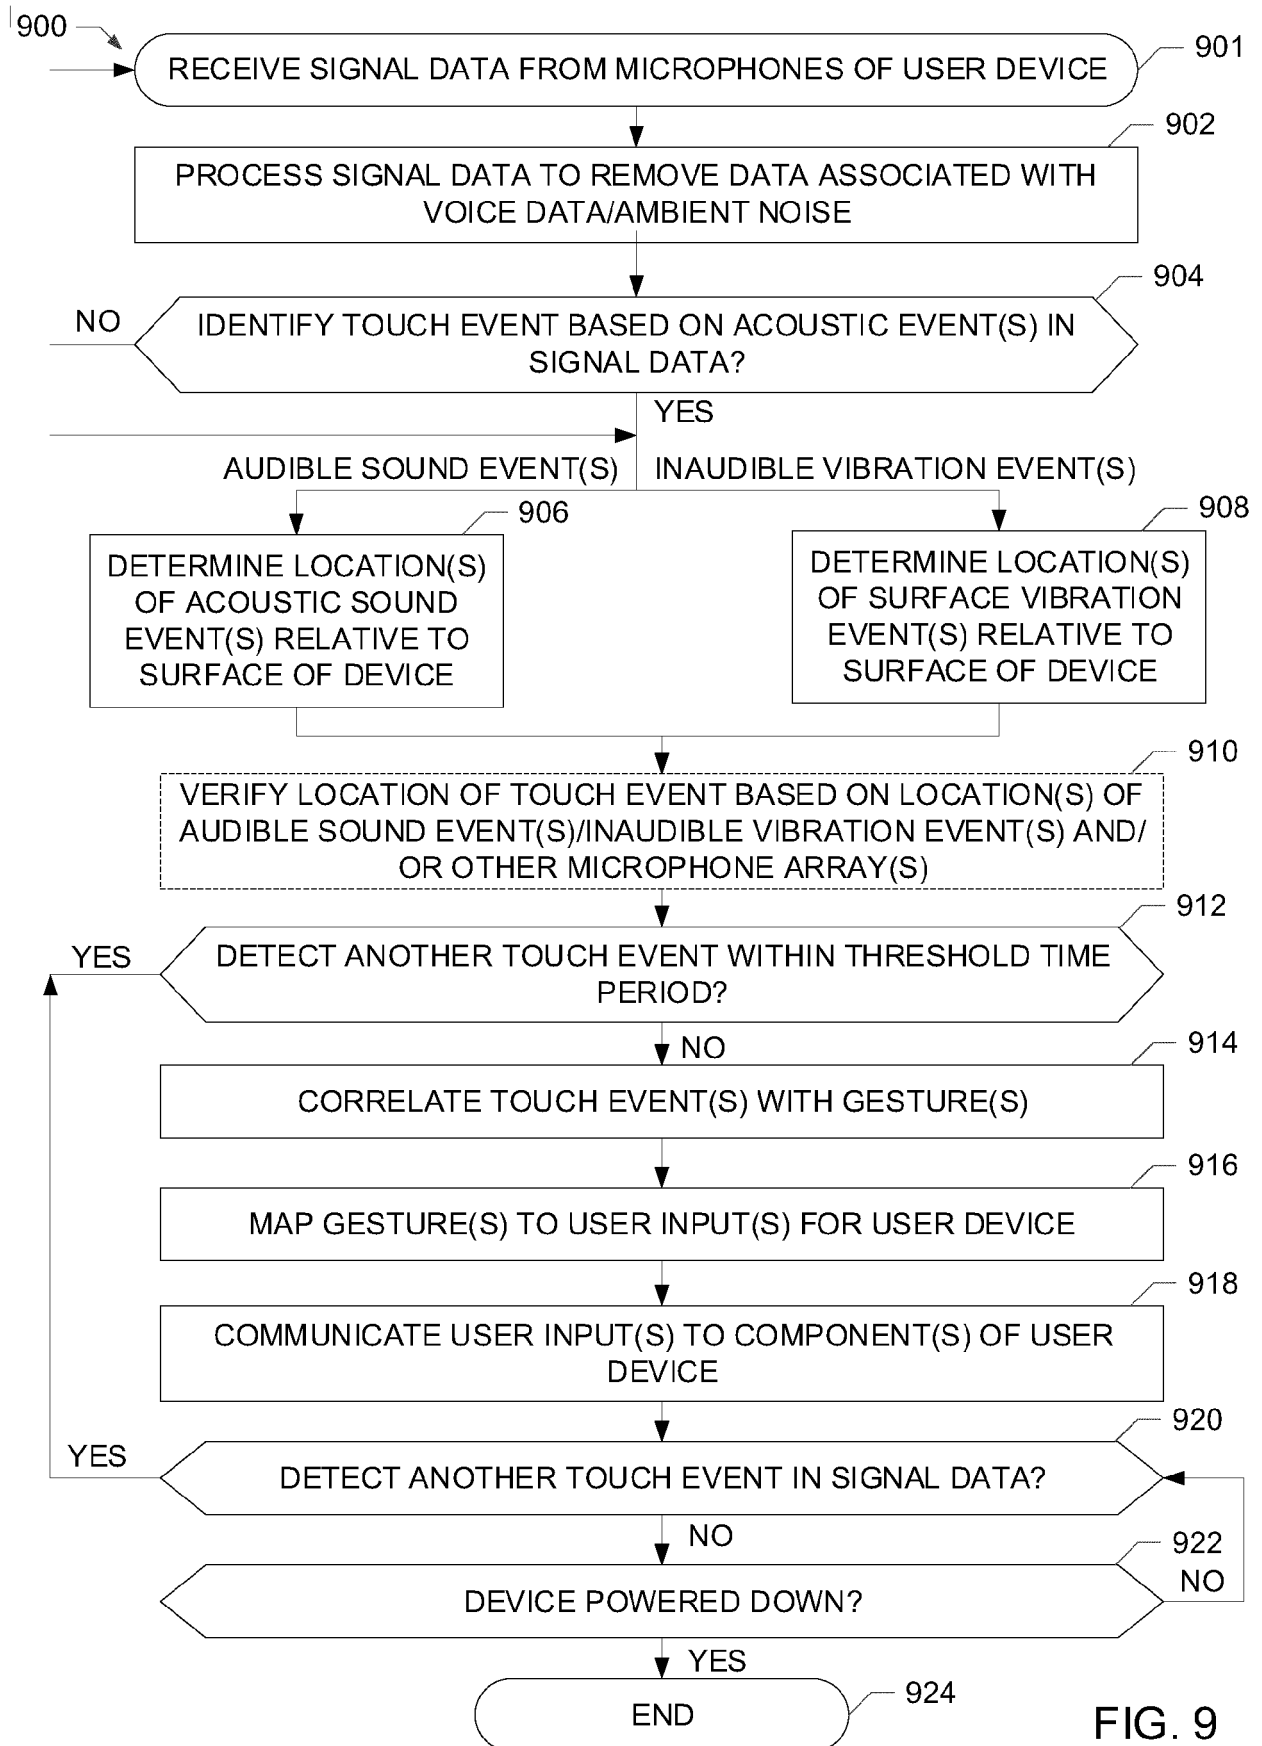 900
RECEIVE SIGNAL DATA FROM MICROPHONES OF USER DEVICE
901
902
PROCESS SIGNAL DATA TO REMOVE DATA ASSOCIATED WITH
VOICE DATA/AMBIENT NOISE
904
NO
IDENTIFY TOUCH EVENT BASED ON ACOUSTIC EVENT(S) IN
SIGNAL DATA?
YES
AUDIBLE SOUND EVENT(S)
INAUDIBLE VIBRATION EVENT(S)
906
DETERMINE LOCATION(S)
OF ACOUSTIC SOUND
EVENT(S) RELATIVE TO
SURFACE OF DEVICE
908
DETERMINE LOCATION(S)
OF SURFACE VIBRATION
EVENT(S) RELATIVE TO
SURFACE OF DEVICE
910
VERIFY LOCATION OF TOUCH EVENT BASED ON LOCATION(S) OF
AUDIBLE SOUND EVENT(S)/INAUDIBLE VIBRATION EVENT(S) AND/
OR OTHER MICROPHONE ARRAY(S)
912
YES
DETECT ANOTHER TOUCH EVENT WITHIN THRESHOLD TIME
PERIOD?
NO
914
CORRELATE TOUCH EVENT(S) WITH GESTURE(S)
916
MAP GESTURE(S) TO USER INPUT(S) FOR USER DEVICE
918
COMMUNICATE USER INPUT(S) TO COMPONENT(S) OF USER
DEVICE
920
YES
DETECT ANOTHER TOUCH EVENT IN SIGNAL DATA?
NO
922
DEVICE POWERED DOWN?
NO
YES
END
924
FIG. 9